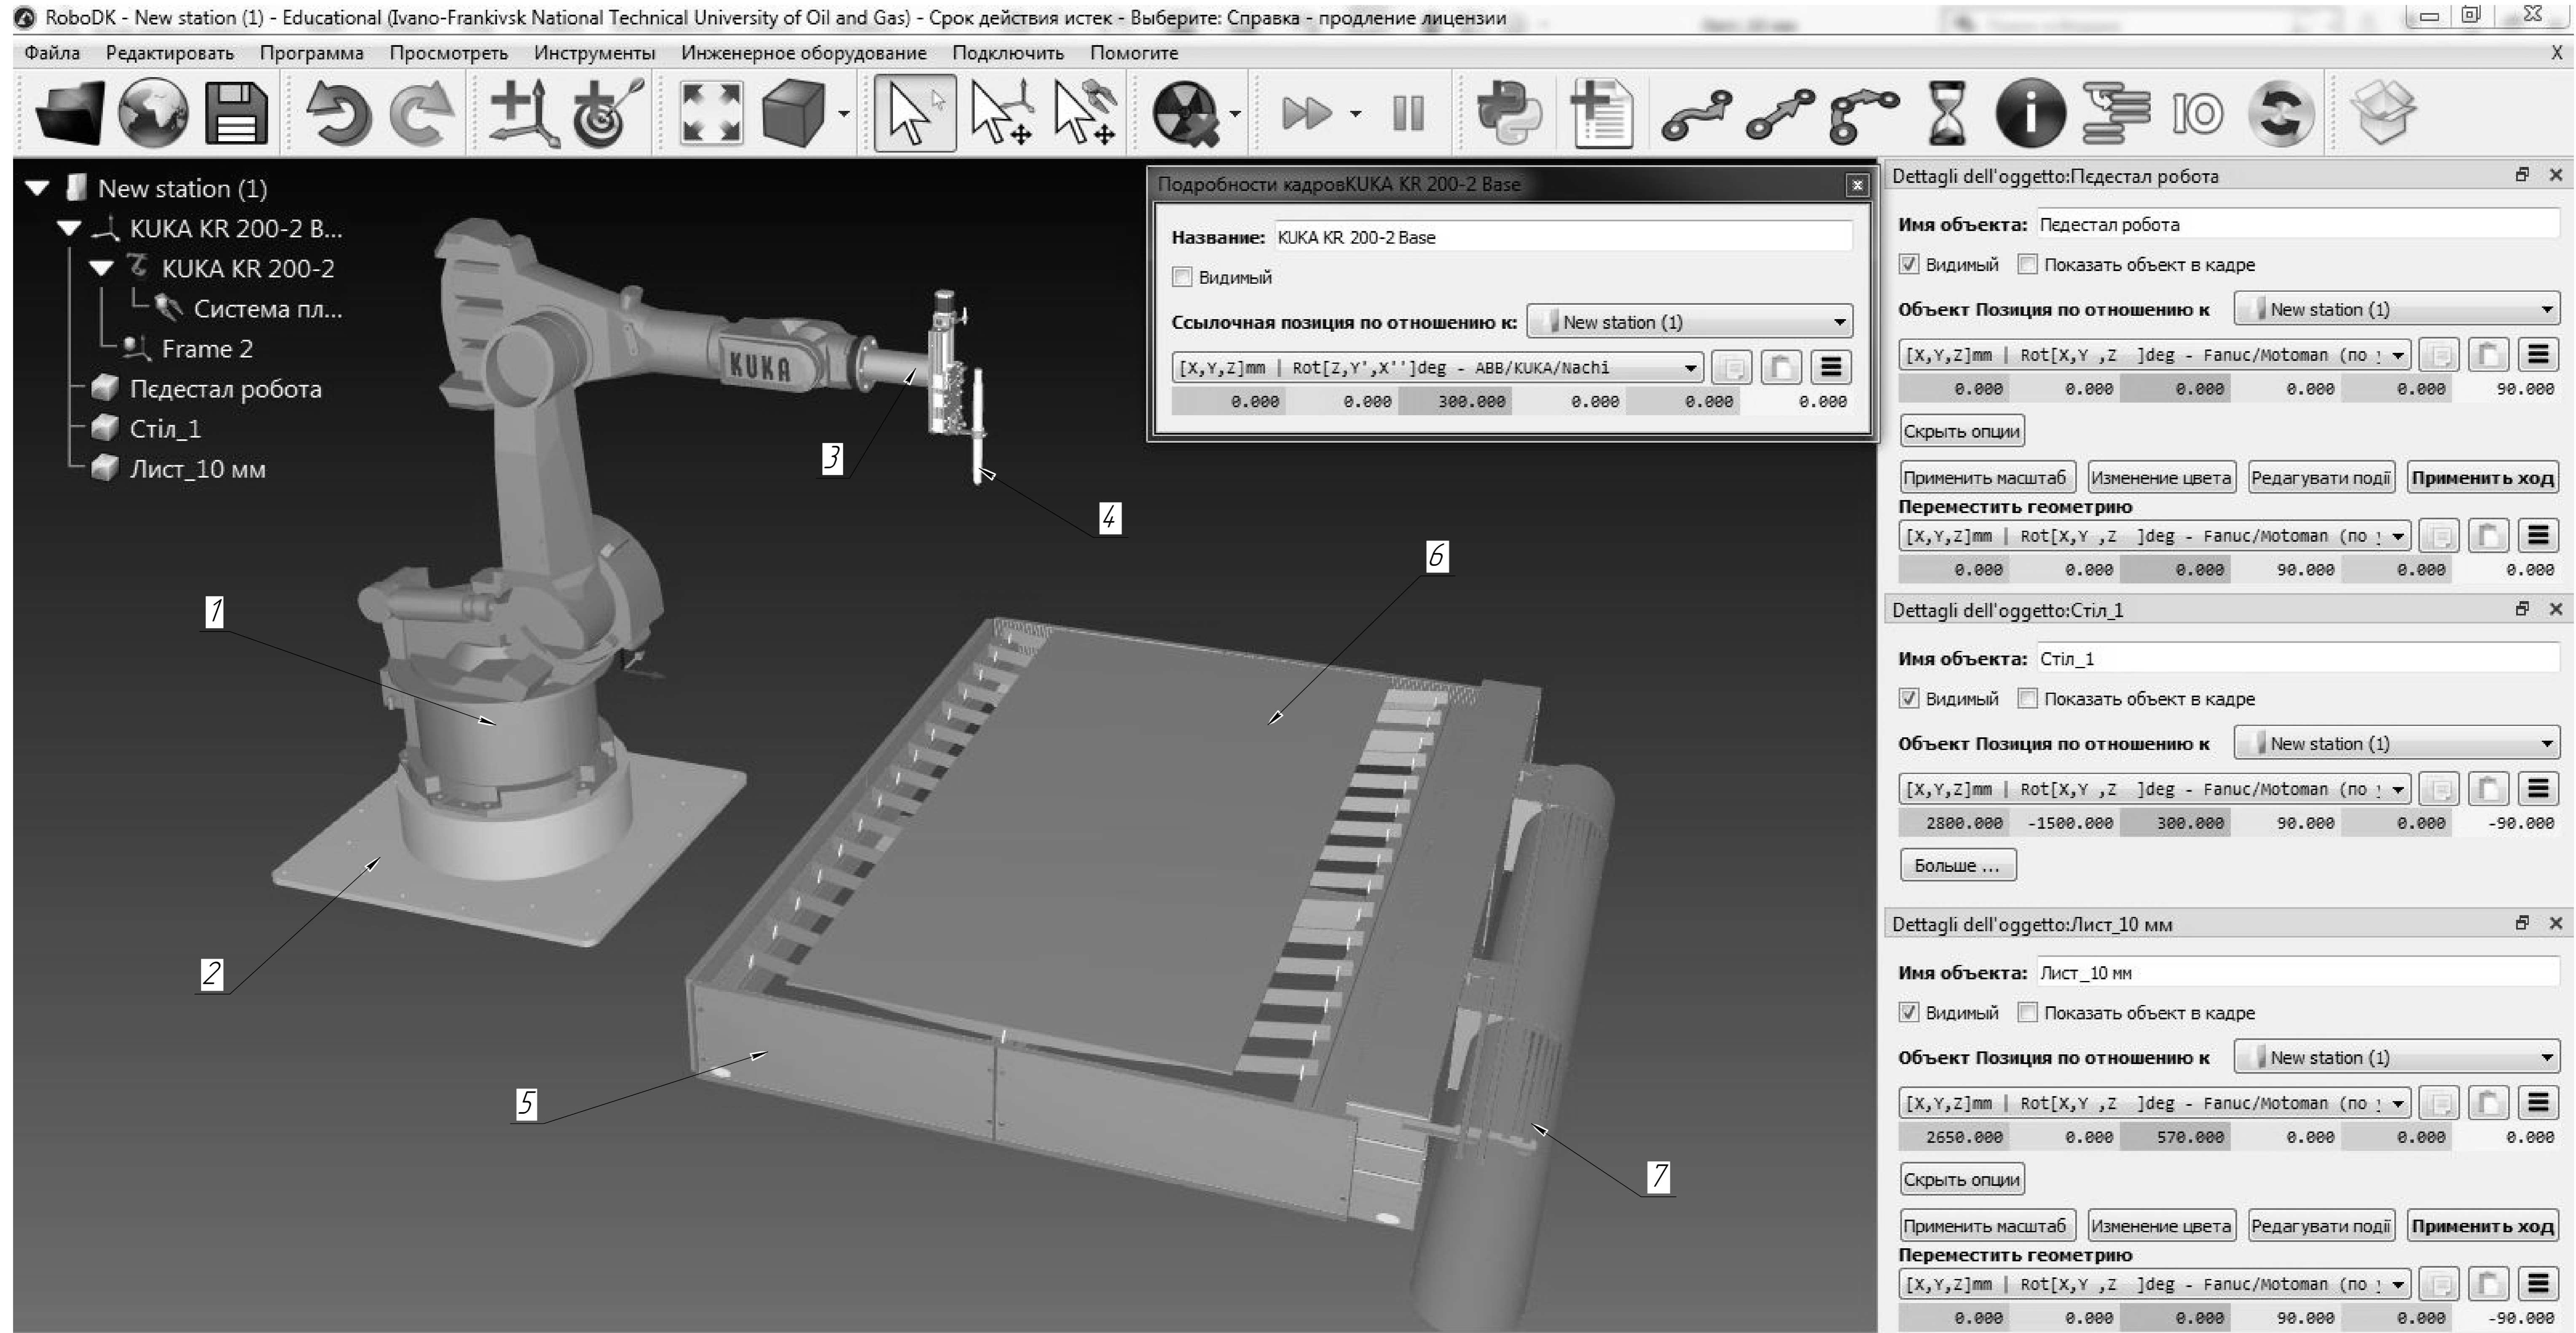 RoboDK - New station (1) - Educational (Ivano-Frankivsk National Technical University of Oil and Gas) - Срок действия истек - Выберите: Справка - продление лицензии
Файла Редактировать Программа Просмотреть Инструменты Инженерное оборудование Подключить Помогите X
IO
New station (1)
KUKA KR 200-2 B...
KUKA KR 200-2
Система пл...
Frame 2
Пєдестал робота
Стіл_1
Лист_10 мм
KUKA
1
2
3
4
5
6
7
Подробности кадровKUKA KR 200-2 Base
Название: KUKA KR 200-2 Base
Видимый
Ссылочная позиция по отношению к: New station (1)
[X,Y,Z]mm | Rot[Z,Y',X'']deg - ABB/KUKA/Nachi
0.000 0.000 300.000 0.000 0.000 0.000
Dettagli dell'oggetto:Пєдестал робота
Имя объекта: Пєдестал робота
Видимый Показать объект в кадре
Объект Позиция по отношению к New station (1)
[X,Y,Z]mm | Rot[X,Y ,Z ]deg - Fanuc/Motoman (по
0.000 0.000 0.000 0.000 0.000 90.000
Скрыть опции
Применить масштаб Изменение цвета Редагувати події Применить ход
Переместить геометрию
[X,Y,Z]mm | Rot[X,Y ,Z ]deg - Fanuc/Motoman (по
0.000 0.000 0.000 90.000 0.000 0.000
Dettagli dell'oggetto:Стіл_1
Имя объекта: Стіл_1
Видимый Показать объект в кадре
Объект Позиция по отношению к New station (1)
[X,Y,Z]mm | Rot[X,Y ,Z ]deg - Fanuc/Motoman (по
2800.000 -1500.000 300.000 90.000 0.000 -90.000
Больше ...
Dettagli dell'oggetto:Лист_10 мм
Имя объекта: Лист_10 мм
Видимый Показать объект в кадре
Объект Позиция по отношению к New station (1)
[X,Y,Z]mm | Rot[X,Y ,Z ]deg - Fanuc/Motoman (по
2650.000 0.000 570.000 0.000 0.000 0.000
Скрыть опции
Применить масштаб Изменение цвета Редагувати події Применить ход
Переместить геометрию
[X,Y,Z]mm | Rot[X,Y ,Z ]deg - Fanuc/Motoman (по
0.000 0.000 0.000 90.000 0.000 -90.000